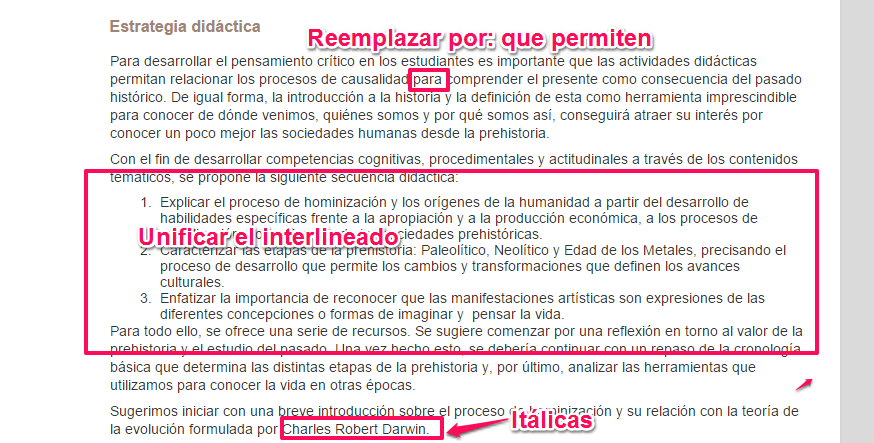 Estrategia didáctica
Reemplazar por: que permiten
Para desarrollar el pensamiento crítico en los estudiantes es importante que las actividades didácticas
permitan relacionar los procesos de causalidad para comprender el presente como consecuencia del pasado
histórico. De igual forma, la introducción a la historia y la definición de esta como herramienta imprescindible
para conocer de dónde venimos, quiénes somos y por qué somos así, conseguirá atraer su interés por
conocer un poco mejor las sociedades humanas desde la prehistoria.
Con el fin de desarrollar competencias cognitivas, procedimentales y actitudinales a través de los contenidos
temáticos, se propone la siguiente secuencia didáctica:
1. Explicar el proceso de hominización y los orígenes de la humanidad a partir del desarrollo de
habilidades específicas frente a la apropiación y a la producción económica, a los procesos de
sociedades prehistóricas.
Unificar el interlineado
2. Caracterizar las etapas de la prehistoria: Paleolítico, Neolítico y Edad de los Metales, precisando el
proceso de desarrollo que permite los cambios y transformaciones que definen los avances
culturales.
3. Enfatizar la importancia de reconocer que las manifestaciones artísticas son expresiones de las
diferentes concepciones o formas de imaginar y pensar la vida.
Para todo ello, se ofrece una serie de recursos. Se sugiere comenzar por una reflexión en torno al valor de la
prehistoria y el estudio del pasado. Una vez hecho esto, se debería continuar con un repaso de la cronología
básica que determina las distintas etapas de la prehistoria y, por último, analizar las herramientas que
utilizamos para conocer la vida en otras épocas.
Sugerimos iniciar con una breve introducción sobre el proceso de hominización y su relación con la teoría de
la evolución formulada por Charles Robert Darwin.
Itálicas